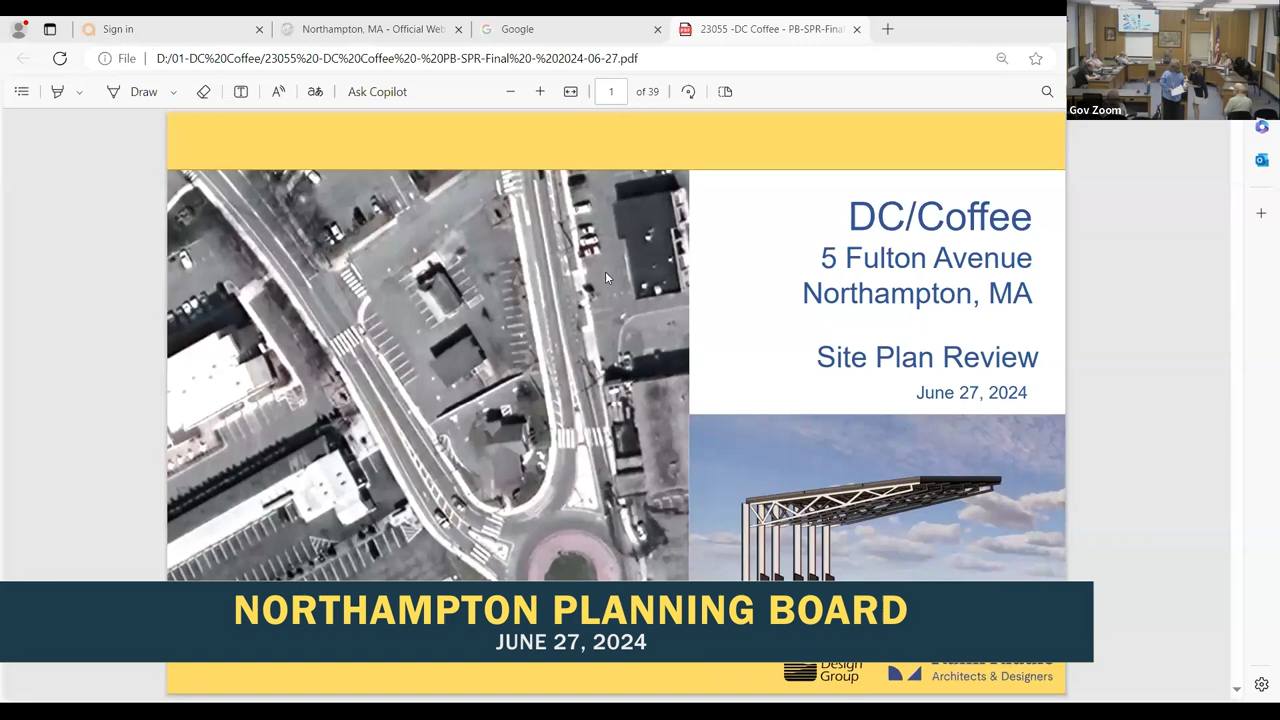 Sign in
Northampton, MA - Official Wel
Google
23055 -DC Coffee - PB-SPR-Final
File
D:/01-DC%20Coffee/23055%20-DC%20Coffee%20-%20PB-SPR-Final%20-%202024-06-27.pdf
Draw
Ask Copilot
1
of 39
Gov Zoom
DC/Coffee
5 Fulton Avenue
Northampton, MA
Site Plan Review
June 27, 2024
NORTHAMPTON PLANNING BOARD
JUNE 27, 2024
Design
Group
Architects & Designers